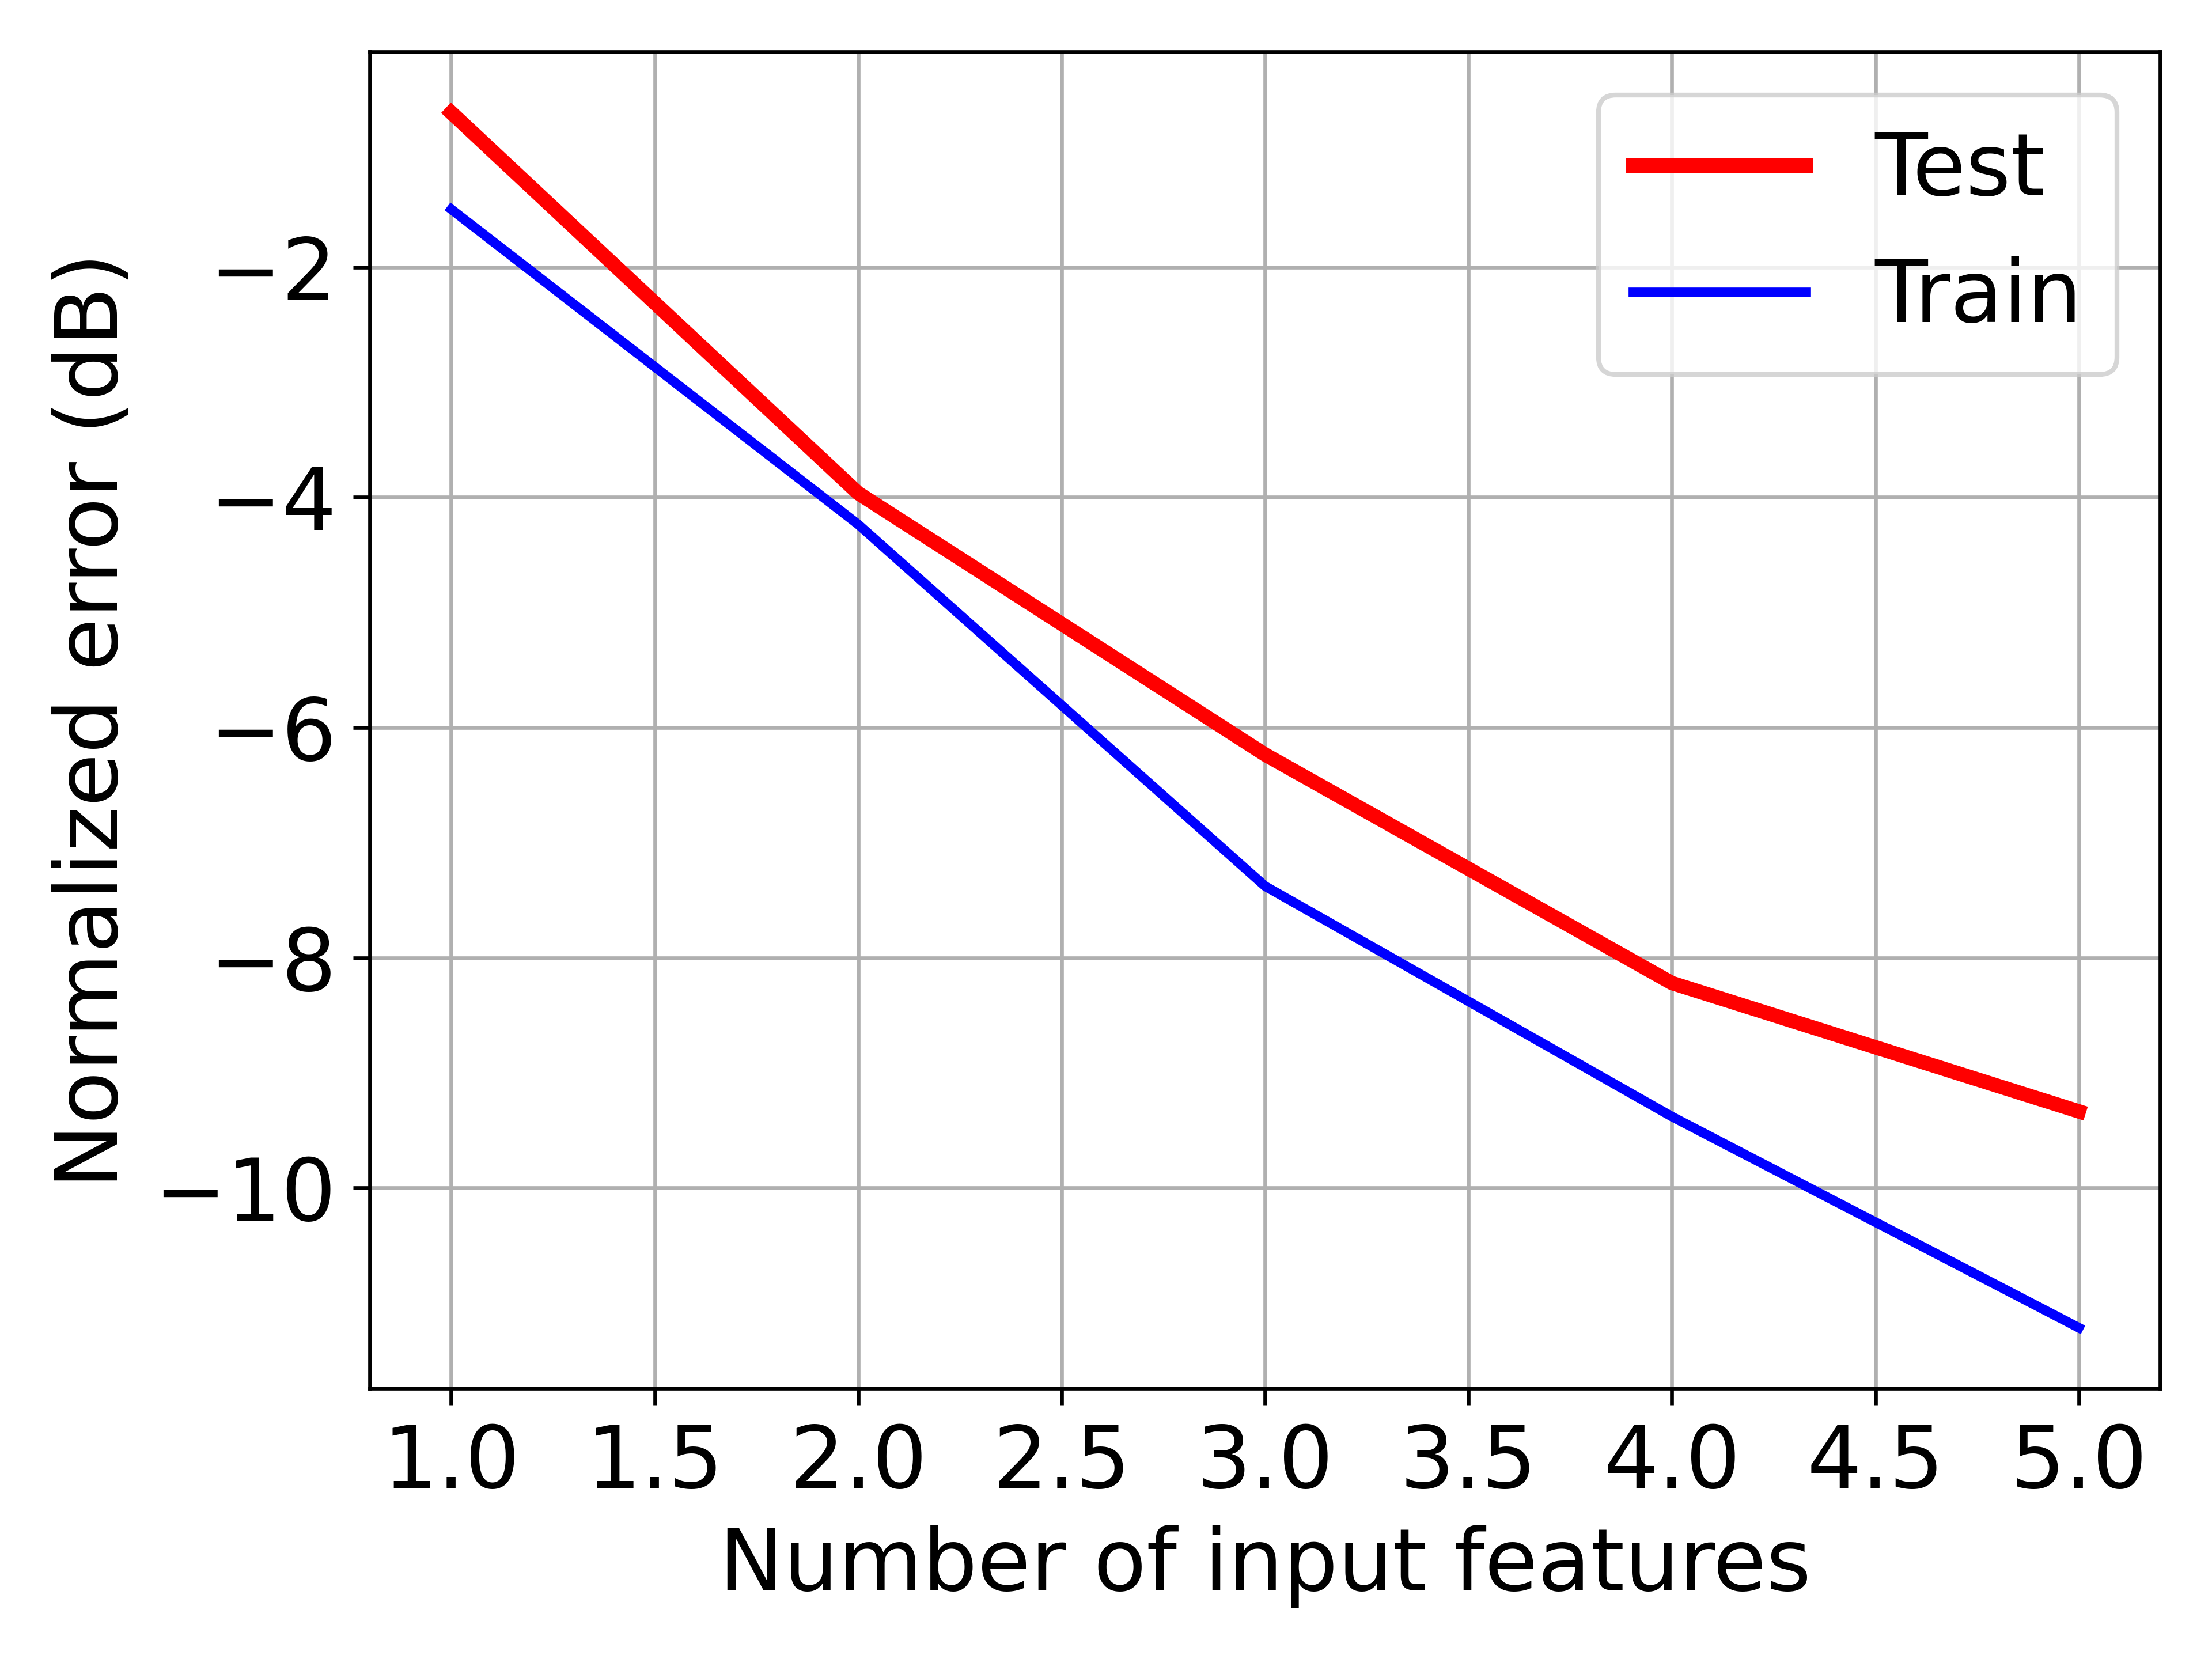 Test
Train
Normalized error (dB)
−2
−4
−6
−8
−10
1.0 1.5 2.0 2.5 3.0 3.5 4.0 4.5 5.0
Number of input features